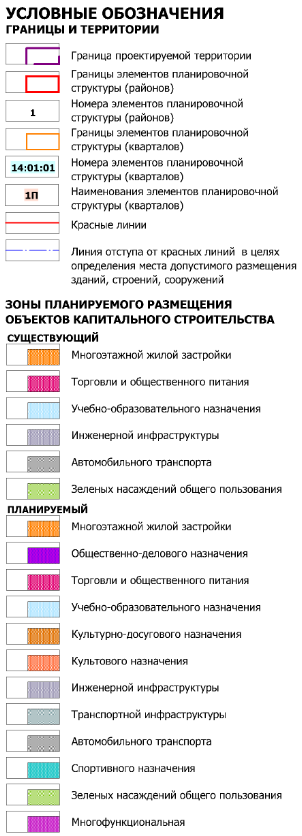 УСЛОВНЫЕ ОБОЗНАЧЕНИЯ
ГРАНИЦЫ И ТЕРРИТОРИИ
Граница проектируемой территории
Границы элементов планировочной
структуры (районов)
1
Номера элементов планировочной
структуры (районов)
Границы элементов планировочной
структуры (кварталов)
14:01:01
Номера элементов планировочной
структуры (кварталов)
1П
Наименования элементов планировочной
структуры (кварталов)
Красные линии
Линия отступа от красных линий в целях
определения места допустимого размещения
зданий, строений, сооружений
ЗОНЫ ПЛАНИРУЕМОГО РАЗМЕЩЕНИЯ
ОБЪЕКТОВ КАПИТАЛЬНОГО СТРОИТЕЛЬСТВА
СУЩЕСТВУЮЩИЙ
Многоэтажной жилой застройки
Торговли и общественного питания
Учебно-образовательного назначения
Инженерной инфраструктуры
Автомобильного транспорта
Зеленых насаждений общего пользования
ПЛАНИРУЕМЫЙ
Многоэтажной жилой застройки
Общественно-делового назначения
Торговли и общественного питания
Учебно-образовательного назначения
Культурно-досугового назначения
Культового назначения
Инженерной инфраструктуры
Транспортной инфраструктуры
Автомобильного транспорта
Спортивного назначения
Зеленых насаждений общего пользования
Многофункциональная